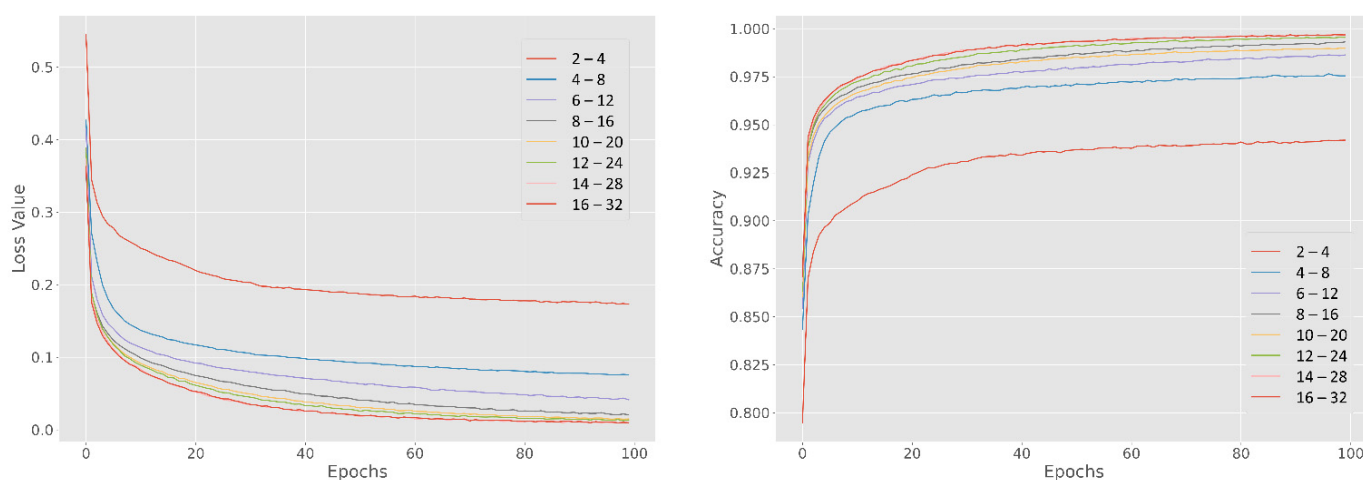 0.5
0.4
0.3
0.2
0.1
0.0
Loss Value
0
20
40
60
80
100
Epochs
2 – 4
4 – 8
6 – 12
8 – 16
10 – 20
12 – 24
14 – 28
16 – 32
1.000
0.975
0.950
0.925
0.900
0.875
0.850
0.825
0.800
Accuracy
0
20
40
60
80
100
Epochs
2 – 4
4 – 8
6 – 12
8 – 16
10 – 20
12 – 24
14 – 28
16 – 32